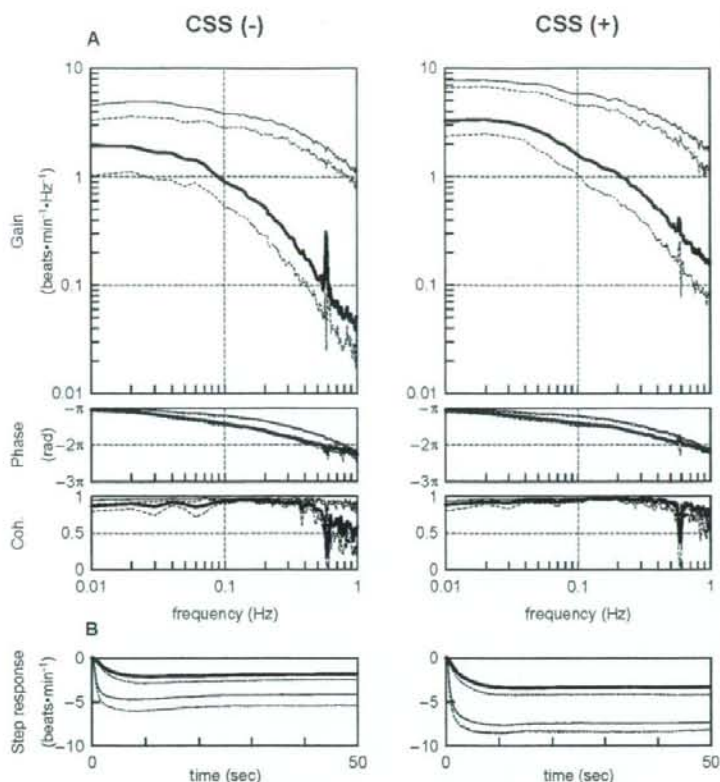 CSS (-)
CSS (+)
A
10
1
0.1
0.01
Gain
(beats•min⁻¹•Hz⁻¹)
10
1
0.1
0.01
−π
−2π
−3π
Phase
(rad)
−π
−2π
−3π
1
0.5
0
Coh.
1
0.5
0
0.01
0.1
1
0.01
0.1
1
frequency (Hz)
frequency (Hz)
B
0
−5
−10
Step response
(beats•min⁻¹)
0
−5
−10
0
50
0
50
time (sec)
time (sec)